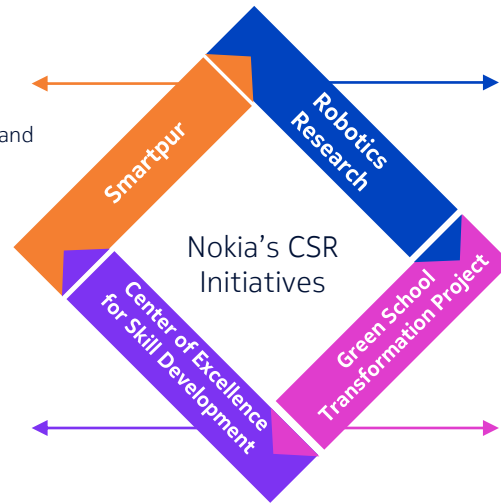 and
Smartpur
Robotics
Research
Nokia’s CSR
Initiatives
Center of Excellence
for Skill Development
Green School
Transformation Project